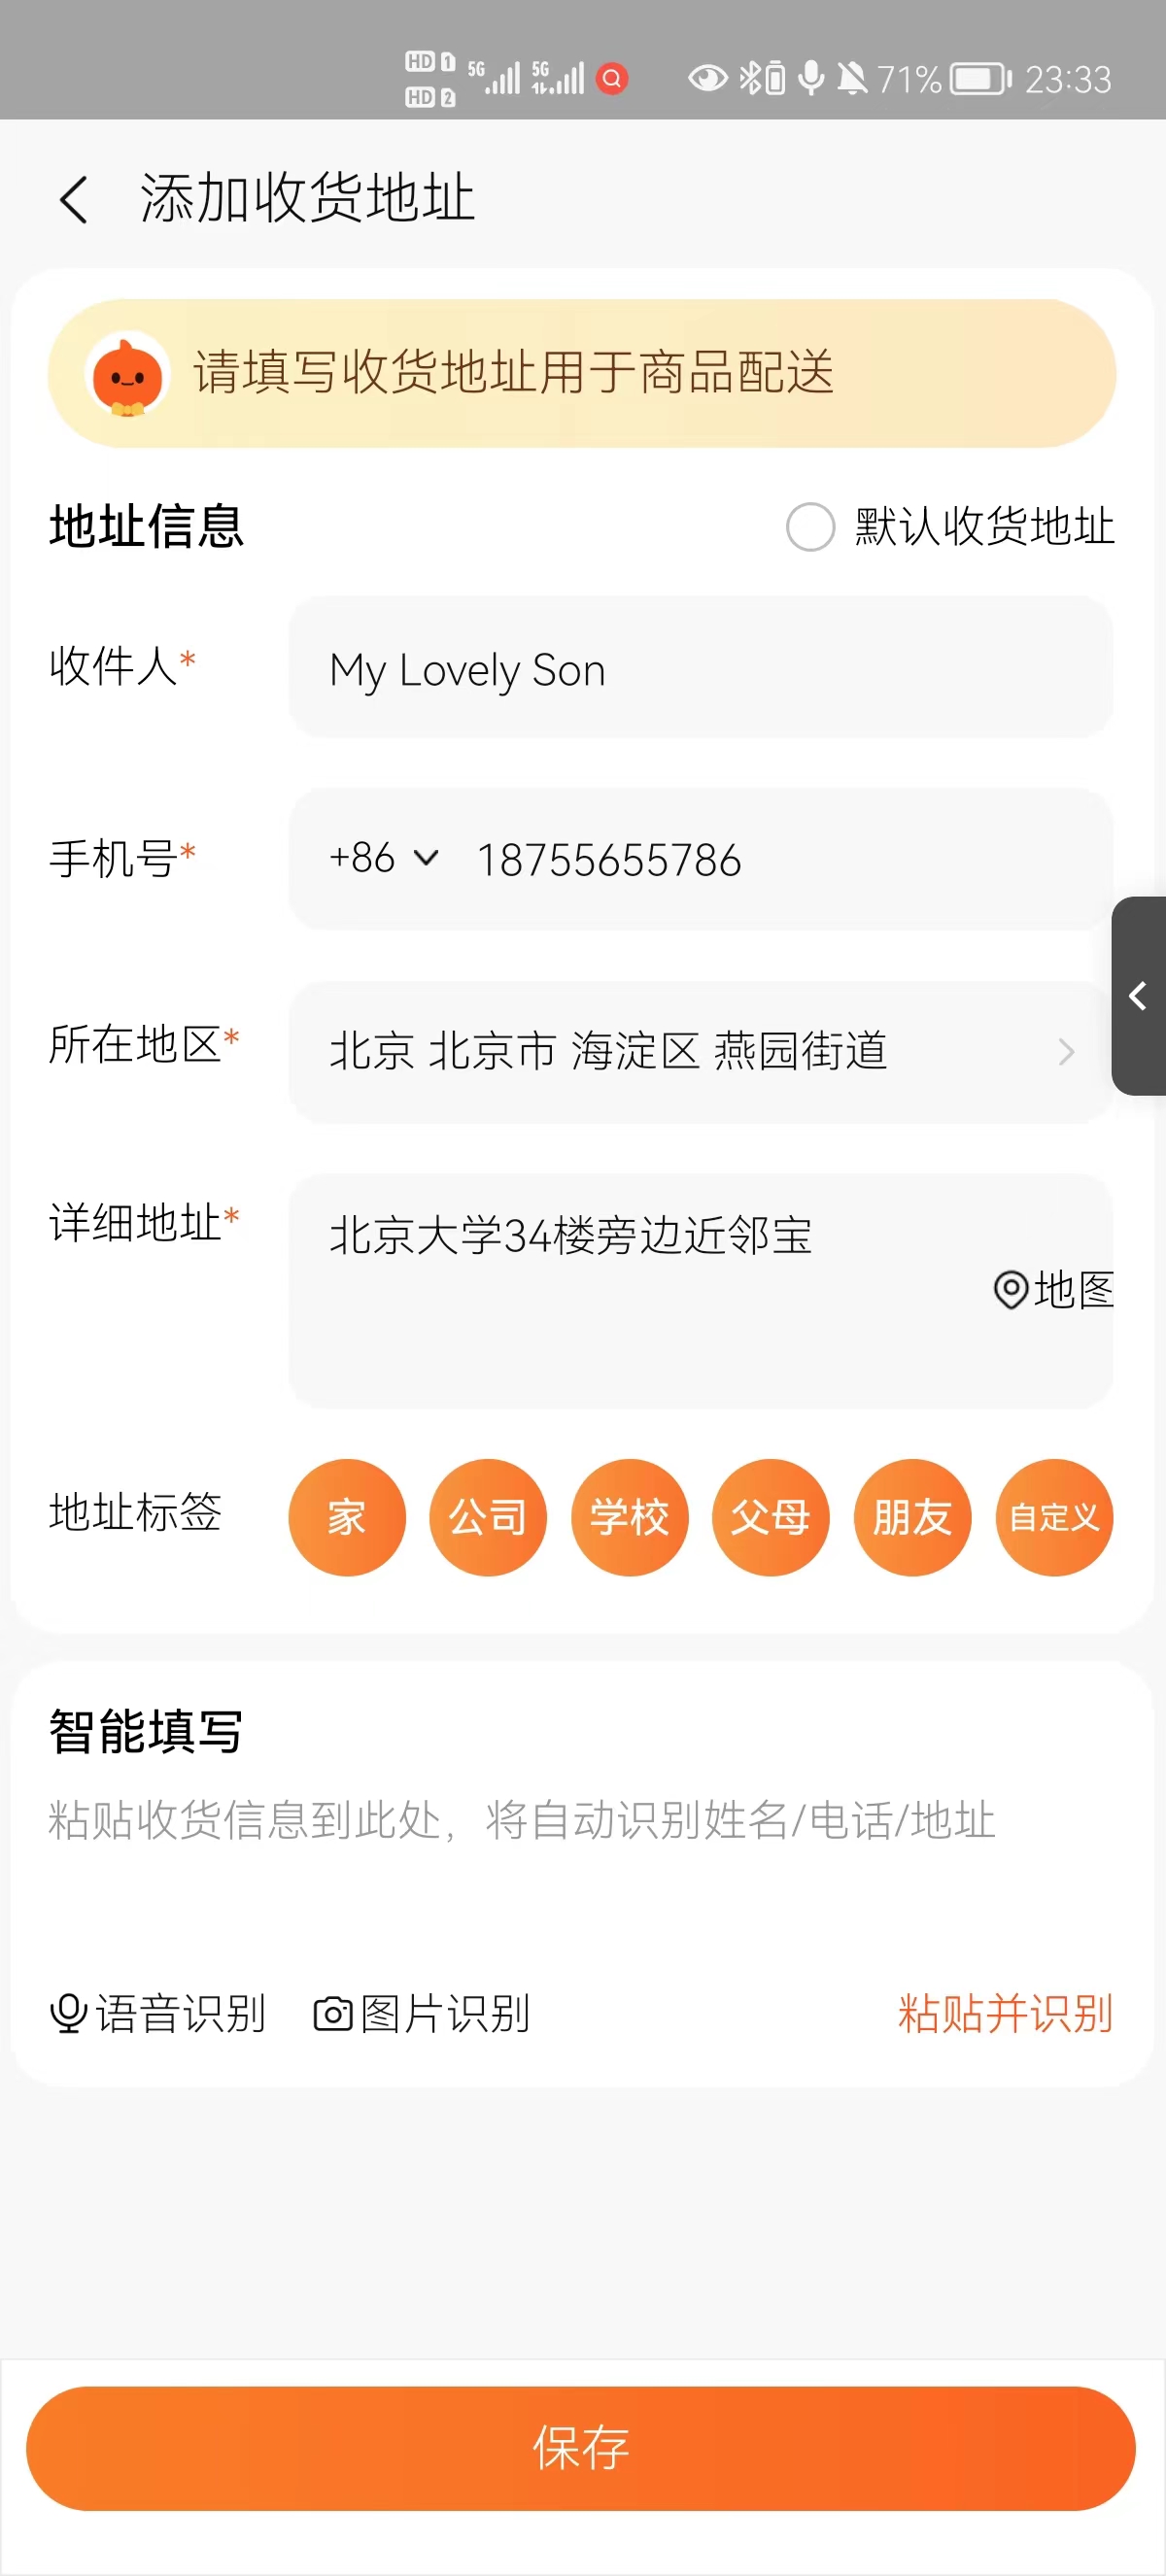 HD 1 5G 5G 71% 23:33
HD 2
添加收货地址
请填写收货地址用于商品配送
地址信息 默认收货地址
收件人* My Lovely Son
手机号* +86 18755655786
所在地区* 北京 北京市 海淀区 燕园街道
详细地址* 北京大学34楼旁边近邻宝
地图
地址标签 家 公司 学校 父母 朋友 自定义
智能填写
粘贴收货信息到此处，将自动识别姓名/电话/地址
语音识别 图片识别 粘贴并识别
保存